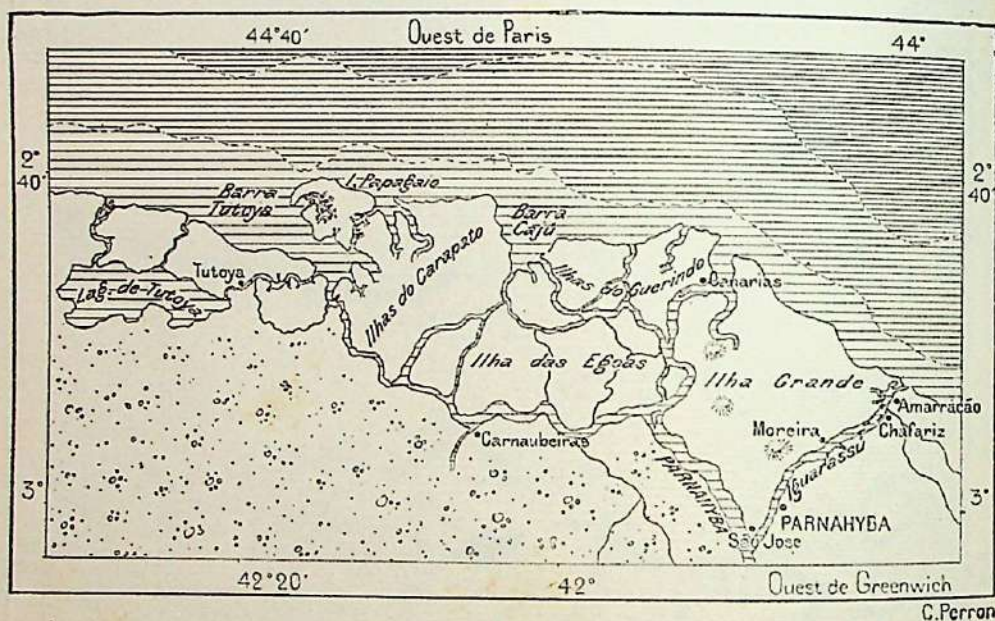 44°40' Ouest de Paris 44°
2°
40'
2°
40'
I. Papagaio
Barra
Tutoya
Barra
Cajú
Ilhas do Carapato
Ilhas do Guerindo
Tutoya
Canarias
Lag. de Tutoya
Ilha das Egoas
Ilha Grande
Amarração
Chafariz
Moreira
Carnaubeiras
Iguarassú
PARNAHYBA
3°
3°
PARNAHYBA
São Jose
42°20' 42° Ouest de Greenwich
C. Perron